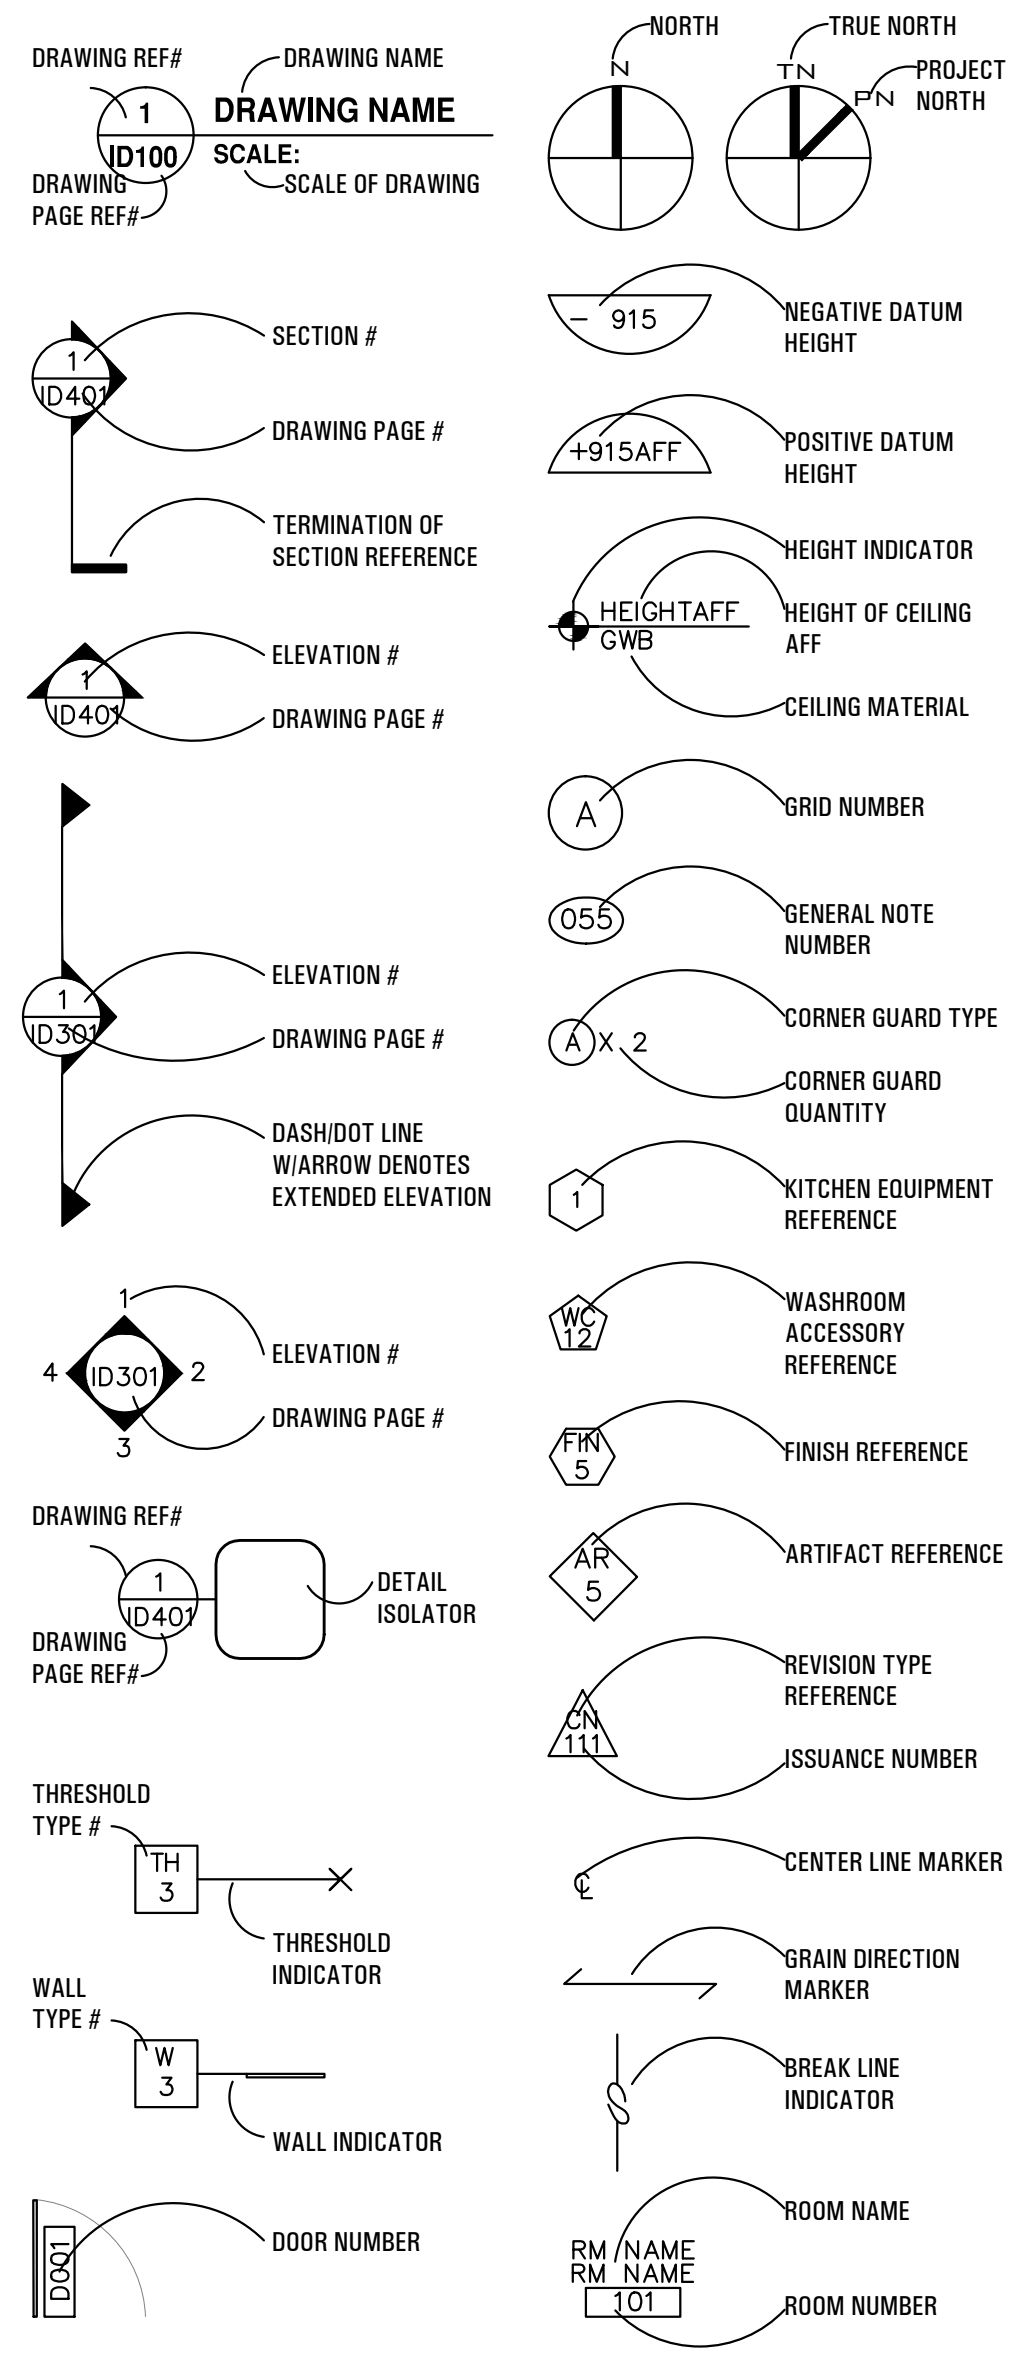 DRAWING REF#
DRAWING NAME
1
DRAWING NAME
ID100
SCALE:
DRAWING
PAGE REF#
SCALE OF DRAWING
1
ID401
SECTION #
DRAWING PAGE #
TERMINATION OF
SECTION REFERENCE
1
ID401
ELEVATION #
DRAWING PAGE #
1
ID301
ELEVATION #
DRAWING PAGE #
DASH/DOT LINE
W/ARROW DENOTES
EXTENDED ELEVATION
1
4
ID301
2
3
ELEVATION #
DRAWING PAGE #
DRAWING REF#
1
ID401
DRAWING
PAGE REF#
DETAIL
ISOLATOR
THRESHOLD
TYPE #
TH
3
THRESHOLD
INDICATOR
WALL
TYPE #
W
3
WALL INDICATOR
D001
DOOR NUMBER
NORTH
N
TRUE NORTH
TN
PROJECT
NORTH
PN
- 915
NEGATIVE DATUM
HEIGHT
+915AFF
POSITIVE DATUM
HEIGHT
HEIGHT INDICATOR
HEIGHTAFF
GWB
HEIGHT OF CEILING
AFF
CEILING MATERIAL
A
GRID NUMBER
055
GENERAL NOTE
NUMBER
A X 2
CORNER GUARD TYPE
CORNER GUARD
QUANTITY
1
KITCHEN EQUIPMENT
REFERENCE
WC
12
WASHROOM
ACCESSORY
REFERENCE
FIN
5
FINISH REFERENCE
AR
5
ARTIFACT REFERENCE
CN
111
REVISION TYPE
REFERENCE
ISSUANCE NUMBER
℄
CENTER LINE MARKER
GRAIN DIRECTION
MARKER
BREAK LINE
INDICATOR
ROOM NAME
RM NAME
RM NAME
101
ROOM NUMBER